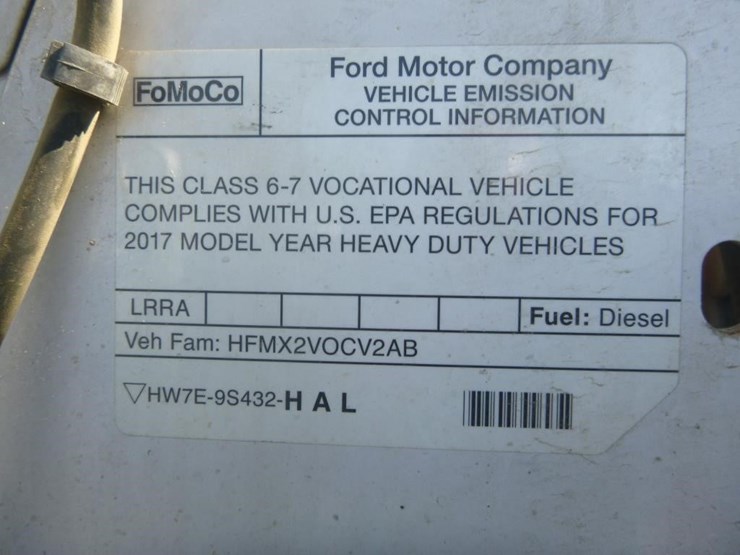 FoMoCo
Ford Motor Company
VEHICLE EMISSION
CONTROL INFORMATION
THIS CLASS 6-7 VOCATIONAL VEHICLE
COMPLIES WITH U.S. EPA REGULATIONS FOR
2017 MODEL YEAR HEAVY DUTY VEHICLES
LRRA
Fuel: Diesel
Veh Fam: HFMX2VOCV2AB
▽HW7E-9S432-H A L